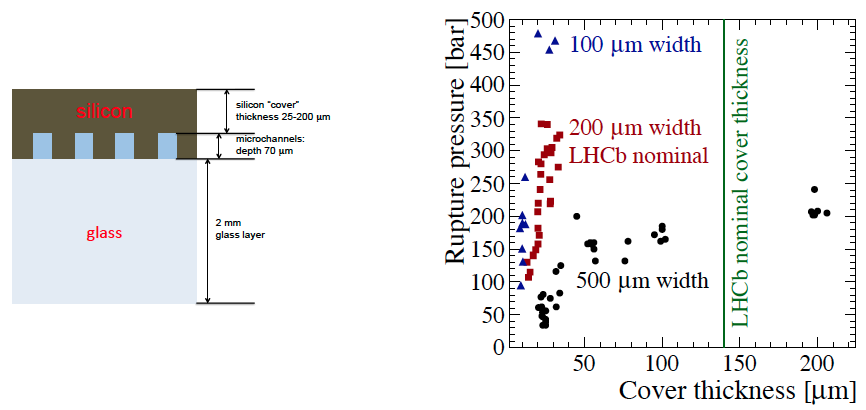 silicon
silicon "cover"
thickness 25-200 µm
microchannels:
depth 70 µm
glass
2 mm
glass layer
Rupture pressure [bar]
500
450
400
350
300
250
200
150
100
50
0
100 µm width
200 µm width
LHCb nominal
500 µm width
LHCb nominal cover thickness
50
100
150
200
Cover thickness [µm]